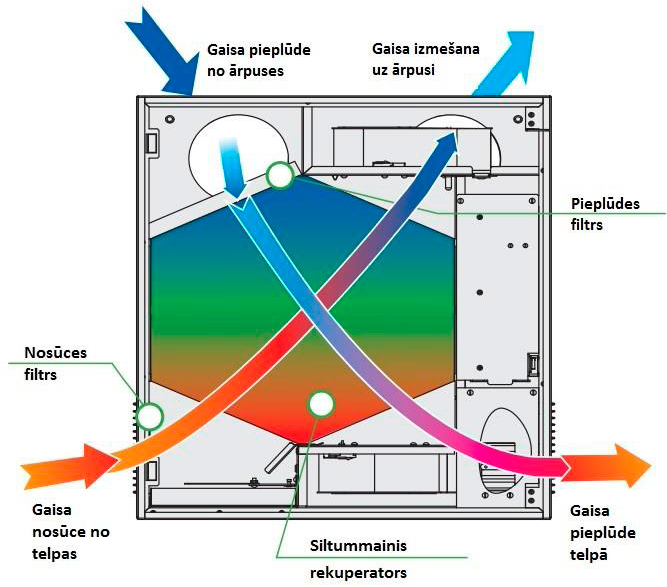 Gaisa pieplūde
no ārpuses
Gaisa izmešana
uz ārpusi
Pieplūdes
filtrs
Nosūces
filtrs
Gaisa
nosūce no
telpas
Siltummainis
rekuperators
Gaisa
pieplūde
telpā